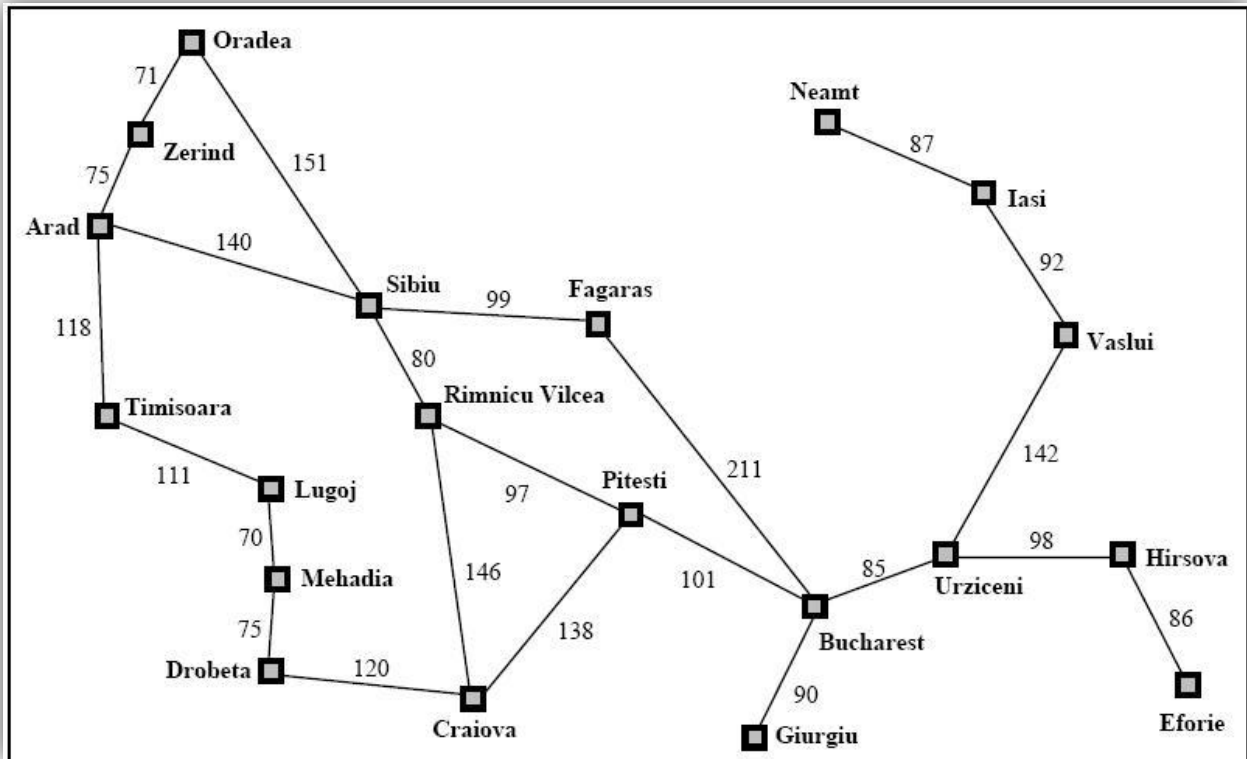 Oradea
71
Neamt
87
Zerind
151
75
Iasi
Arad
140
92
Sibiu
99
Fagaras
118
Vaslui
80
Rimnicu Vilcea
Timisoara
142
111
Lugoj
97
Pitesti
211
70
98
Hirsova
146
101
85
Urziceni
Mehadia
75
138
86
Bucharest
Drobeta
120
90
Craiova
Giurgiu
Eforie